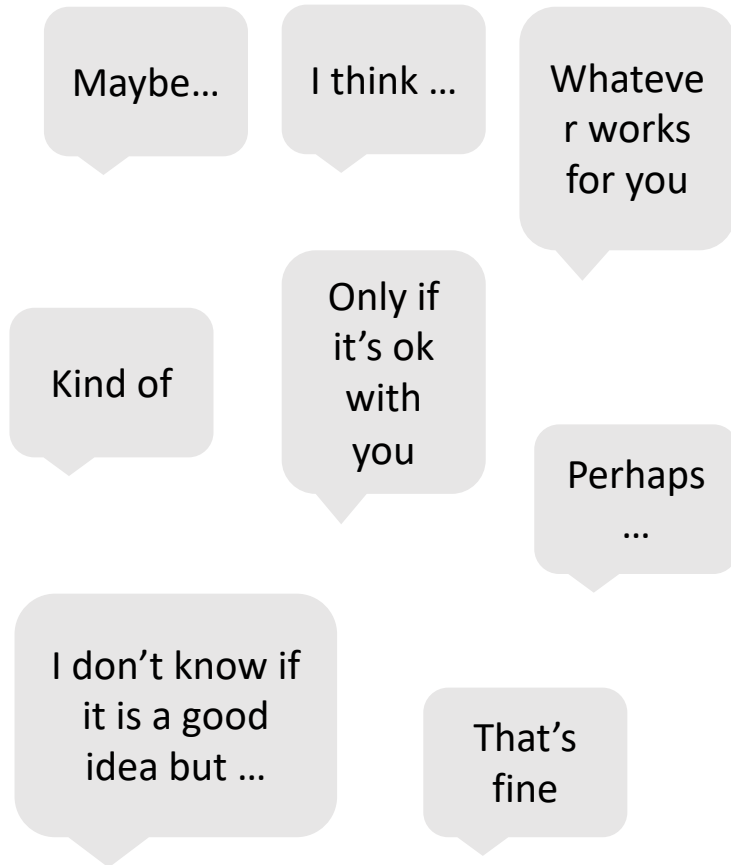 Maybe…
I think …
Whateve
r works
for you
Kind of
Only if
it’s ok
with
you
Perhaps
…
I don’t know if
it is a good
idea but …
That’s
fine